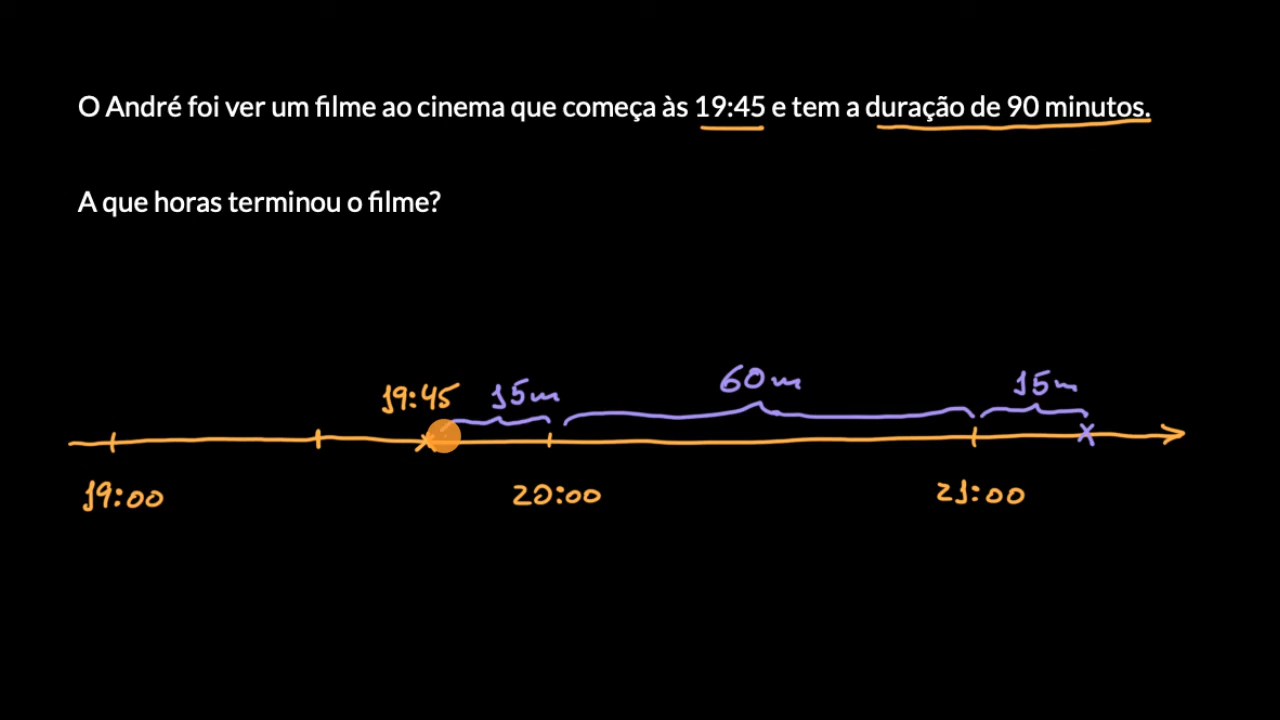 O André foi ver um filme ao cinema que começa às 19:45 e tem a duração de 90 minutos.
A que horas terminou o filme?
19:45 15m 60m 15m
19:00 20:00 21:00